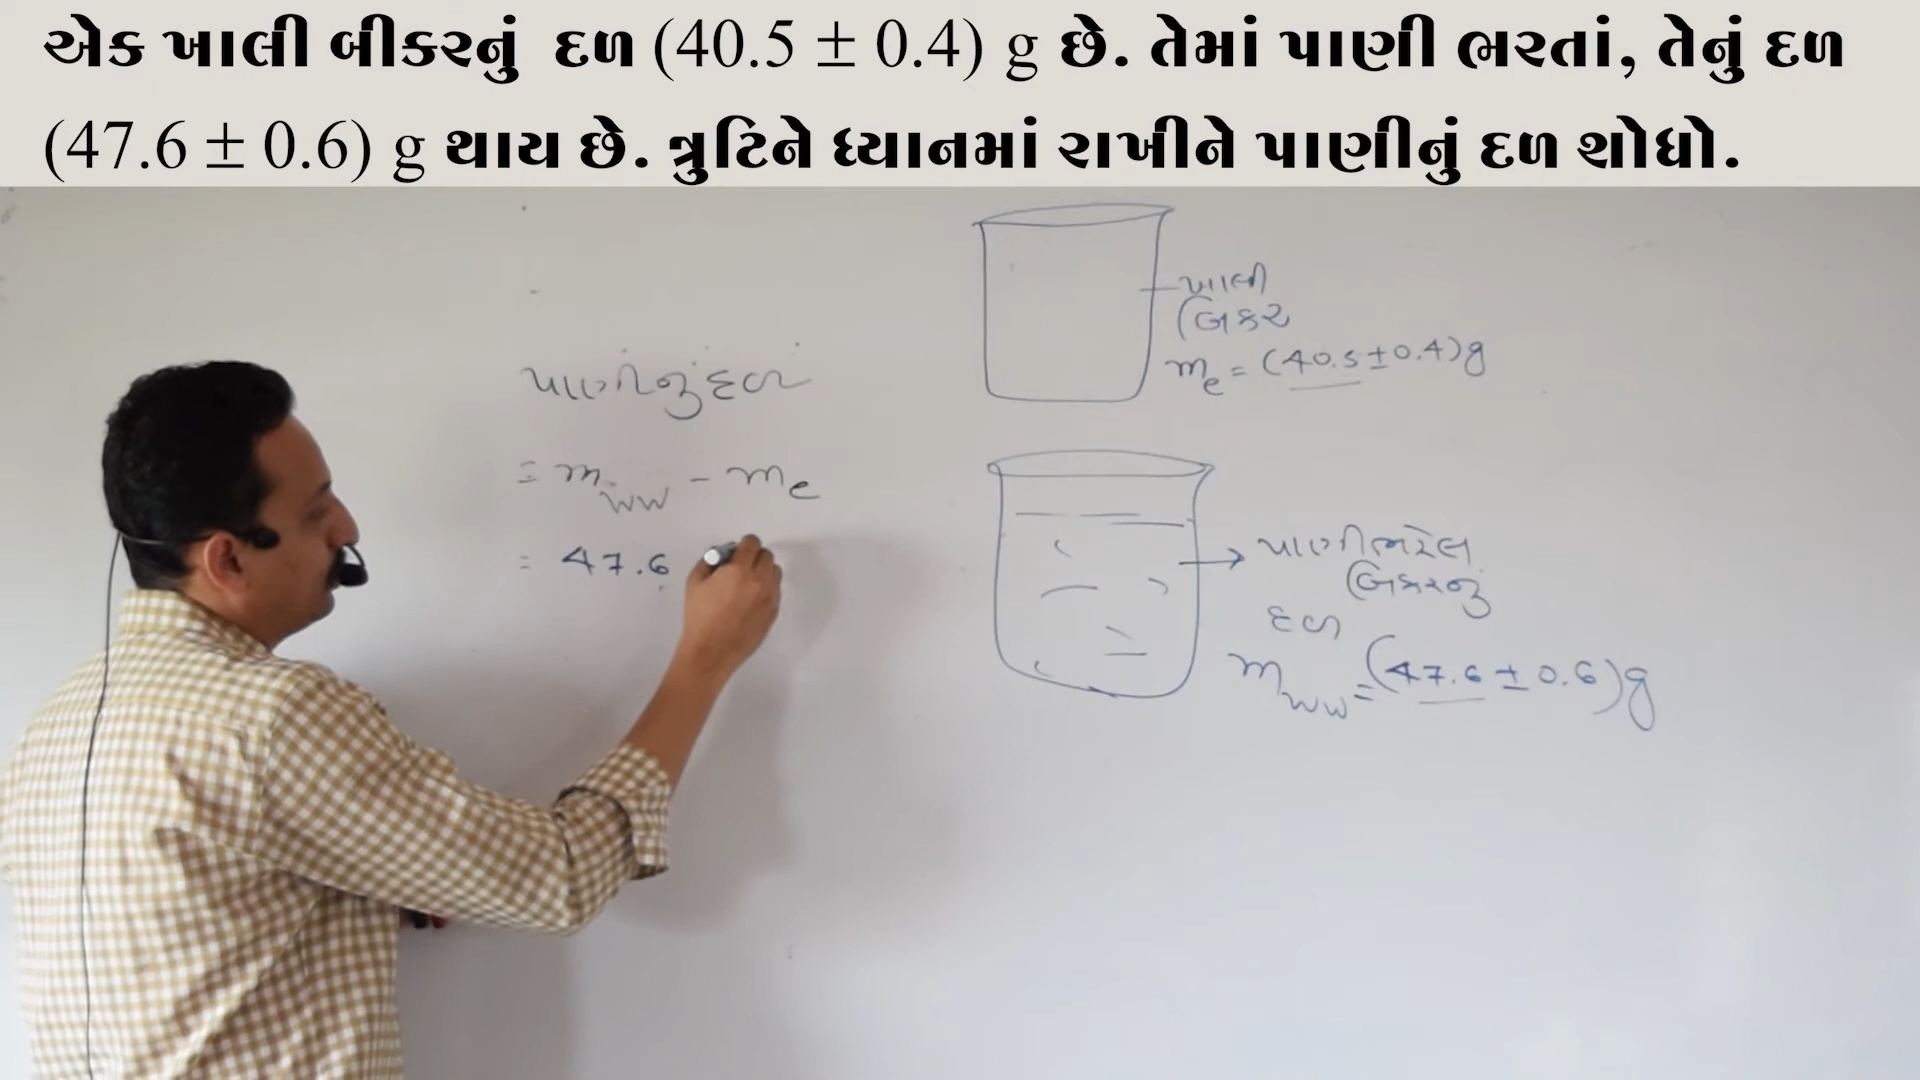 એક ખાલી બીકરનું દળ (40.5 ± 0.4) g છે. તેમાં પાણી ભરતાં, તેનું દળ
(47.6 ± 0.6) g થાય છે. ત્રુટિને ધ્યાનમાં રાખીને પાણીનું દળ શોધો.
પાણીનું દળ
= m_ww - m_e
= 47.6
ખાલી
બિકર
m_e = (40.5 ± 0.4) g
પાણી ભરેલ
બિકરનું
દળ
m_ww = (47.6 ± 0.6) g